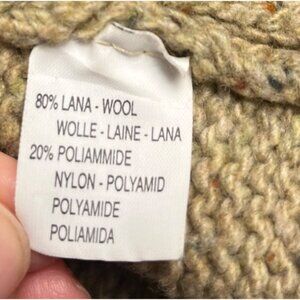 80% LANA - WOOL
WOLLE - LAINE - LANA
20% POLIAMMIDE
NYLON - POLYAMID
POLYAMIDE
POLIAMIDA